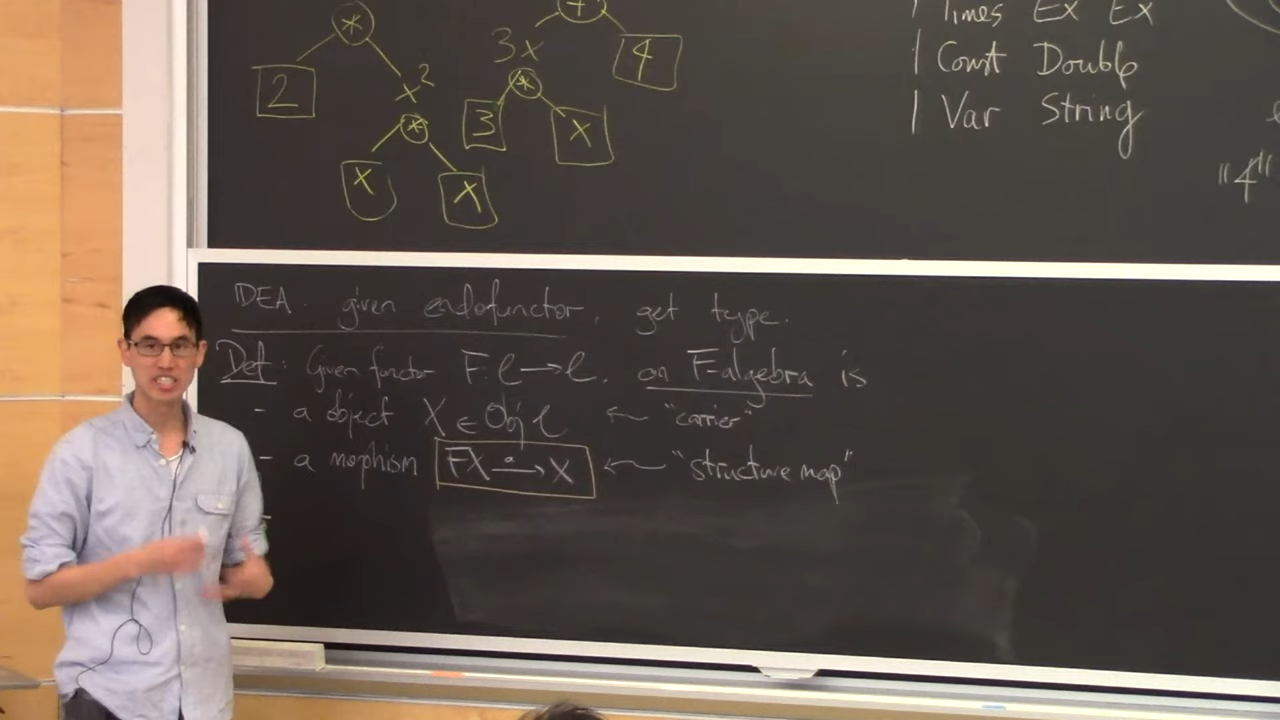 *
+
3x
2
4
x²
*
*
3
x
x
x
| Times Ex Ex
| Const Double
| Var String
"4"
IDEA. given endofunctor, get type.
Def: Given functor F: C → C, an F-algebra is
- a object X ∈ Obj C ← "carrier"
- a morphism FX →a X ← "structure map"
-